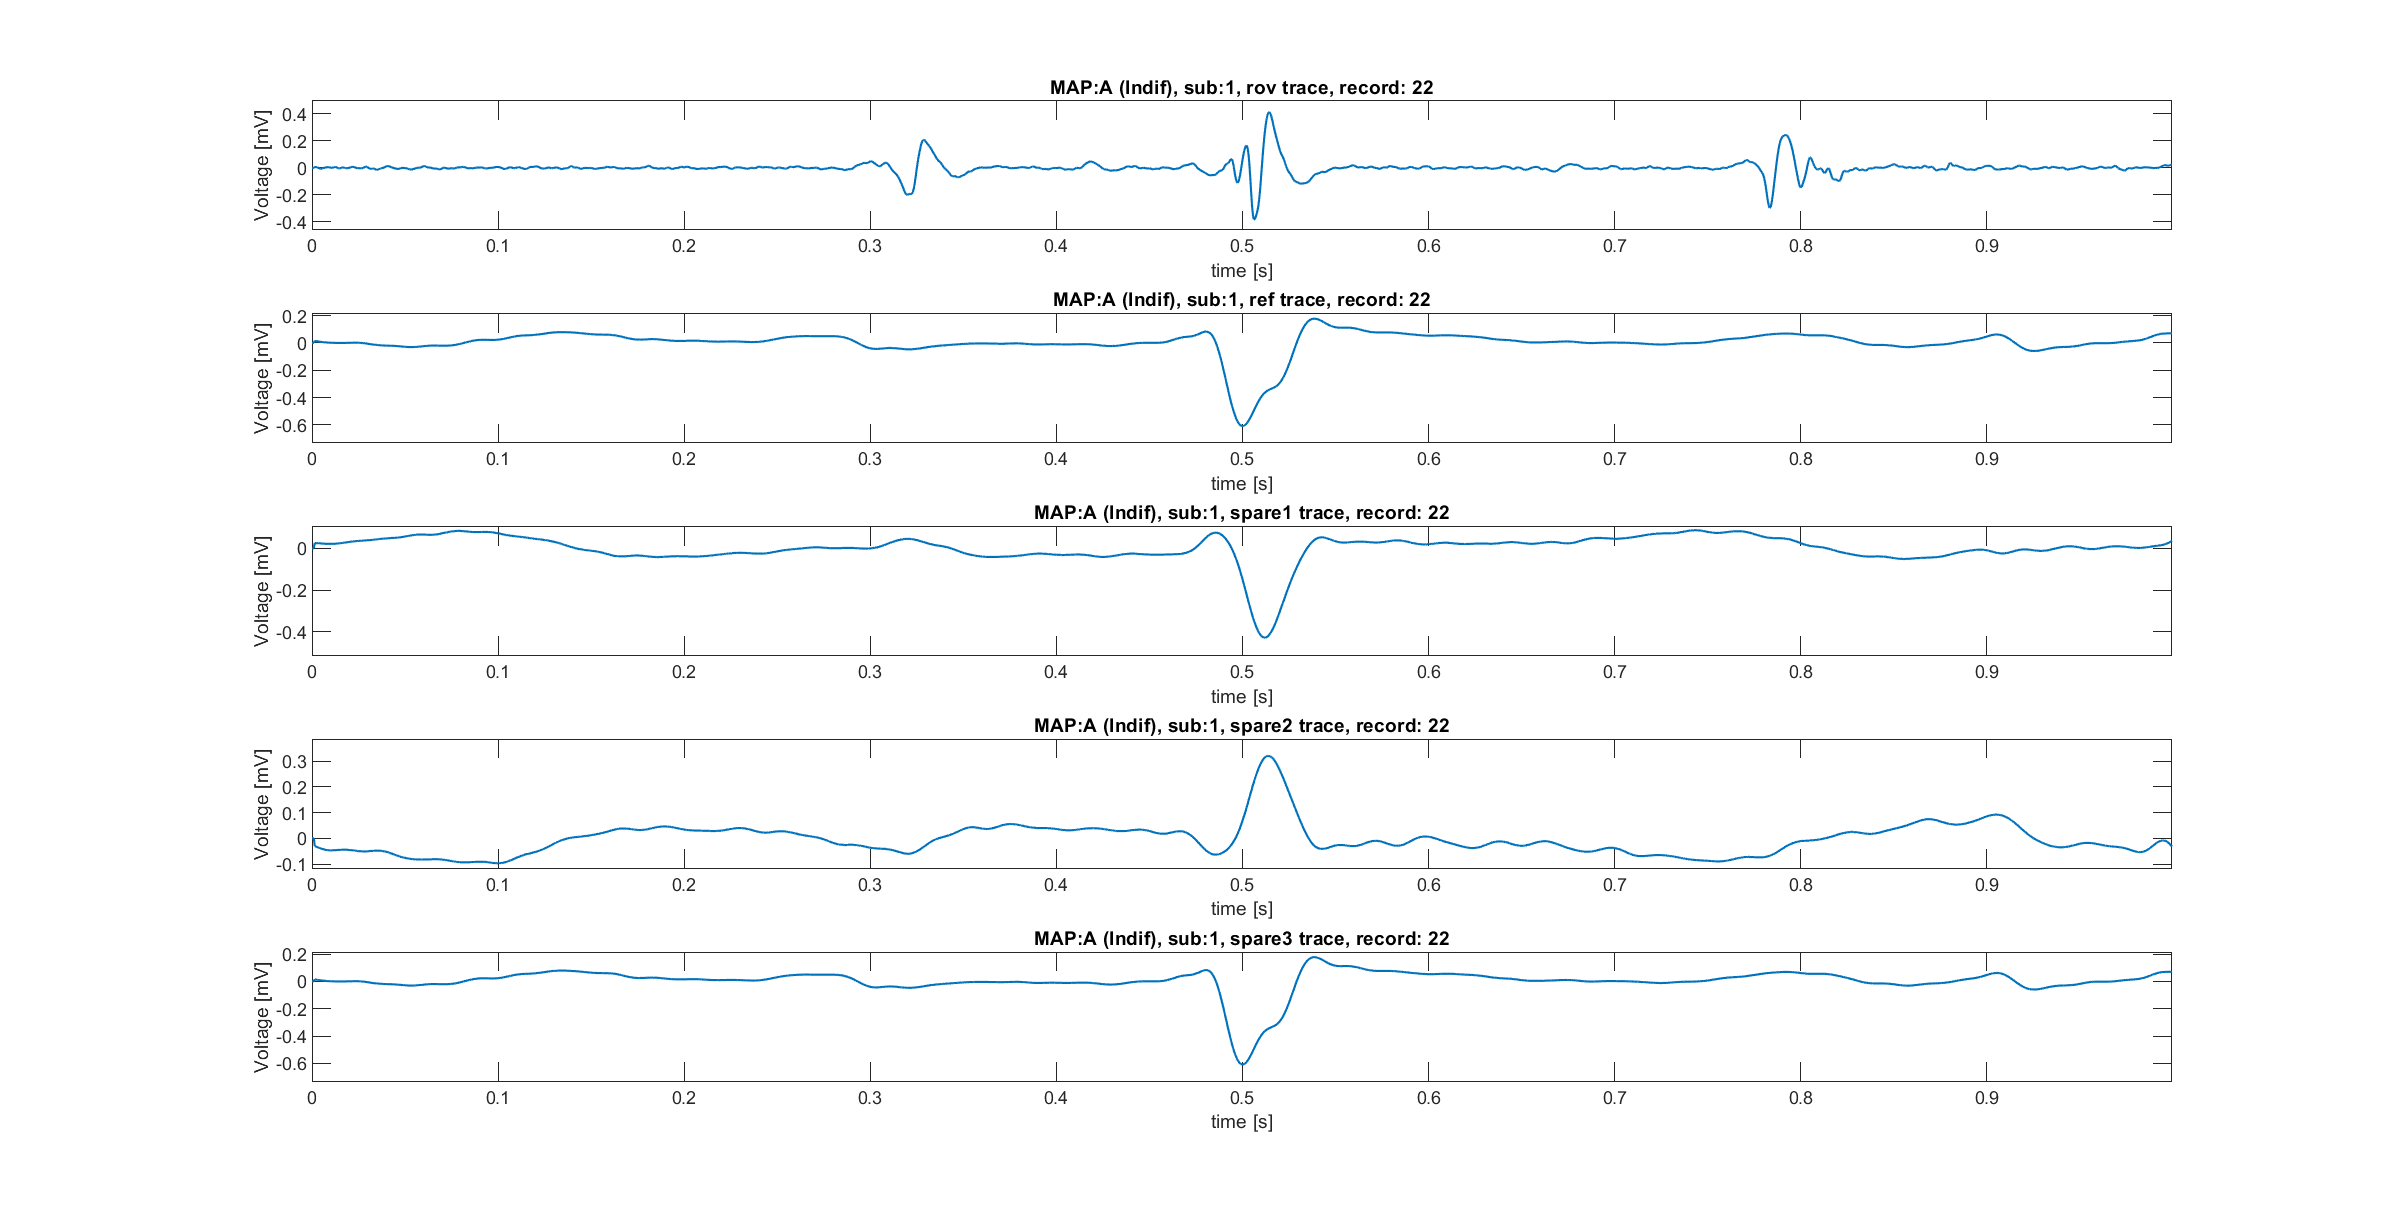 MAP:A (Indif), sub:1, rov trace, record: 22
Voltage [mV]
0.4
0.2
0
-0.2
-0.4
0 0.1 0.2 0.3 0.4 0.5 0.6 0.7 0.8 0.9
time [s]
MAP:A (Indif), sub:1, ref trace, record: 22
Voltage [mV]
0.2
0
-0.2
-0.4
-0.6
0 0.1 0.2 0.3 0.4 0.5 0.6 0.7 0.8 0.9
time [s]
MAP:A (Indif), sub:1, spare1 trace, record: 22
Voltage [mV]
0
-0.2
-0.4
0 0.1 0.2 0.3 0.4 0.5 0.6 0.7 0.8 0.9
time [s]
MAP:A (Indif), sub:1, spare2 trace, record: 22
Voltage [mV]
0.3
0.2
0.1
0
-0.1
0 0.1 0.2 0.3 0.4 0.5 0.6 0.7 0.8 0.9
time [s]
MAP:A (Indif), sub:1, spare3 trace, record: 22
Voltage [mV]
0.2
0
-0.2
-0.4
-0.6
0 0.1 0.2 0.3 0.4 0.5 0.6 0.7 0.8 0.9
time [s]